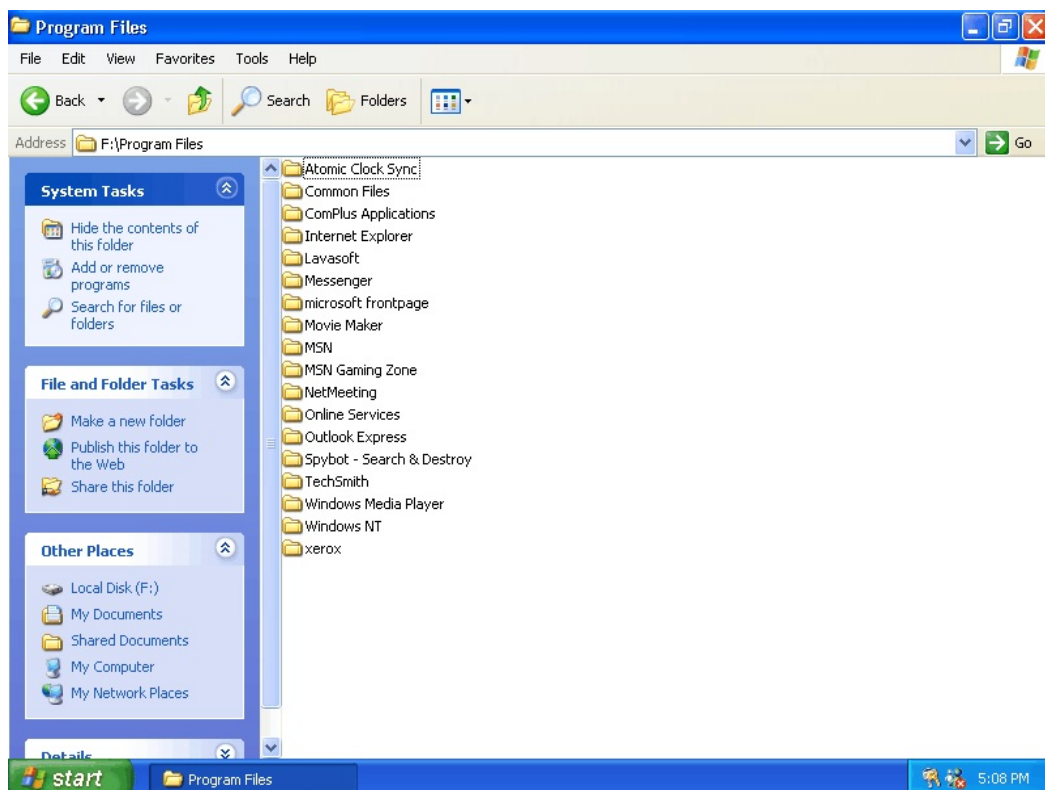 Program Files
File Edit View Favorites Tools Help
Back Search Folders
Address F:\Program Files Go
System Tasks
Hide the contents of
this folder
Add or remove
programs
Search for files or
folders
File and Folder Tasks
Make a new folder
Publish this folder to
the Web
Share this folder
Other Places
Local Disk (F:)
My Documents
Shared Documents
My Computer
My Network Places
Details
Atomic Clock Sync
Common Files
ComPlus Applications
Internet Explorer
Lavasoft
Messenger
microsoft frontpage
Movie Maker
MSN
MSN Gaming Zone
NetMeeting
Online Services
Outlook Express
Spybot - Search & Destroy
TechSmith
Windows Media Player
Windows NT
xerox
start Program Files 5:08 PM